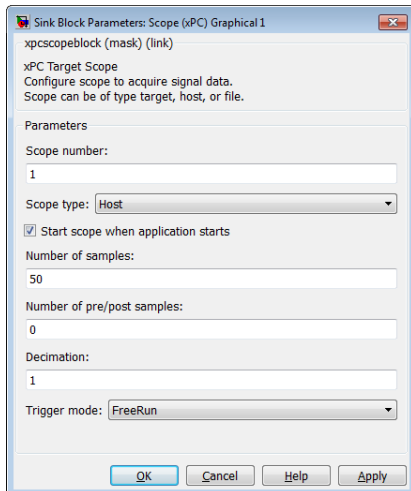 Sink Block Parameters: Scope (xPC) Graphical 1
xpcscopeblock (mask) (link)
xPC Target Scope
Configure scope to acquire signal data.
Scope can be of type target, host, or file.
Parameters
Scope number:
1
Scope type: Host
Start scope when application starts
Number of samples:
50
Number of pre/post samples:
0
Decimation:
1
Trigger mode: FreeRun
OK Cancel Help Apply